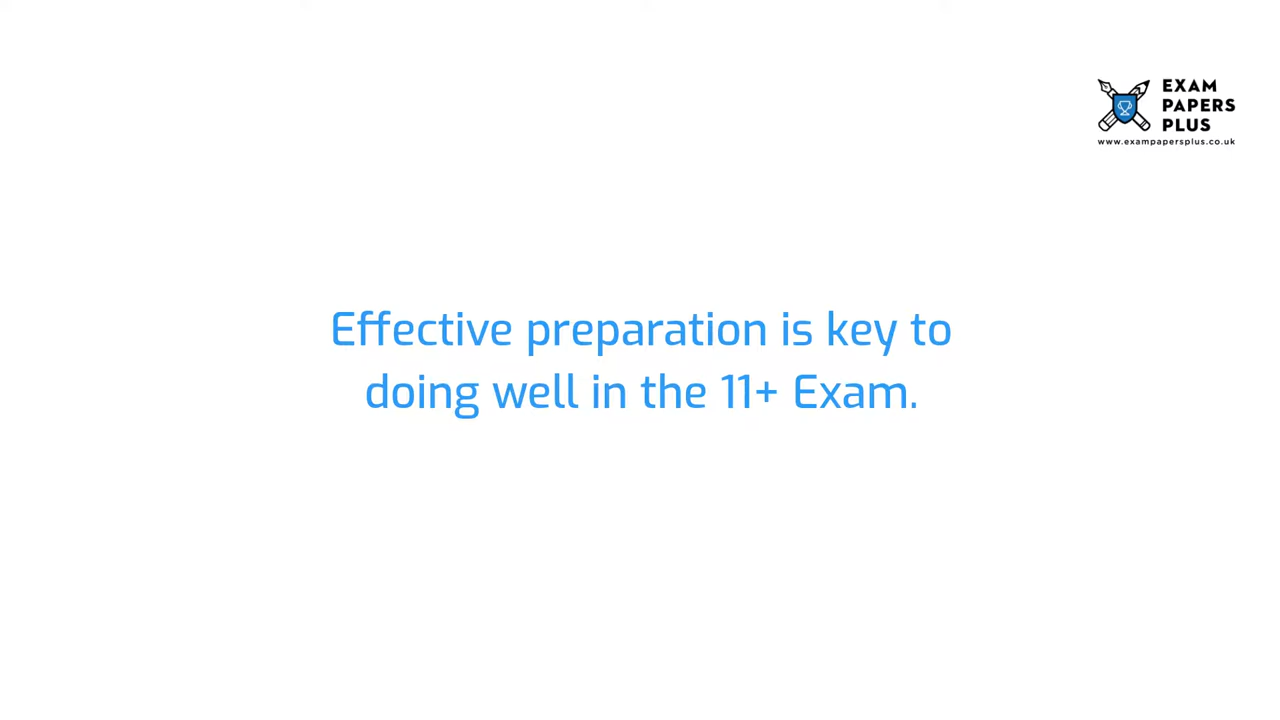 EXAM
PAPERS
PLUS
www.exampapersplus.co.uk
Effective preparation is key to
doing well in the 11+ Exam.